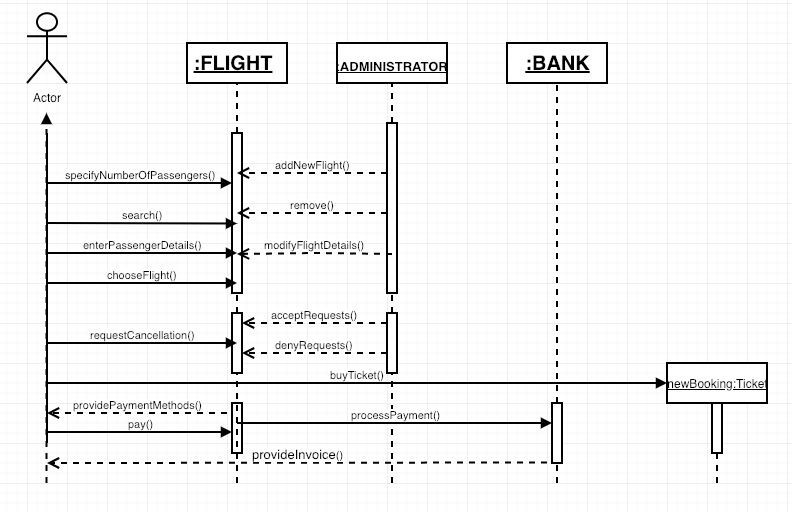 :FLIGHT
:ADMINISTRATOR
:BANK
Actor
addNewFlight()
specifyNumberOfPassengers()
remove()
search()
enterPassengerDetails()
modifyFlightDetails()
chooseFlight()
acceptRequests()
requestCancellation()
denyRequests()
buyTicket()
newBooking:Ticket
providePaymentMethods()
processPayment()
pay()
provideInvoice()